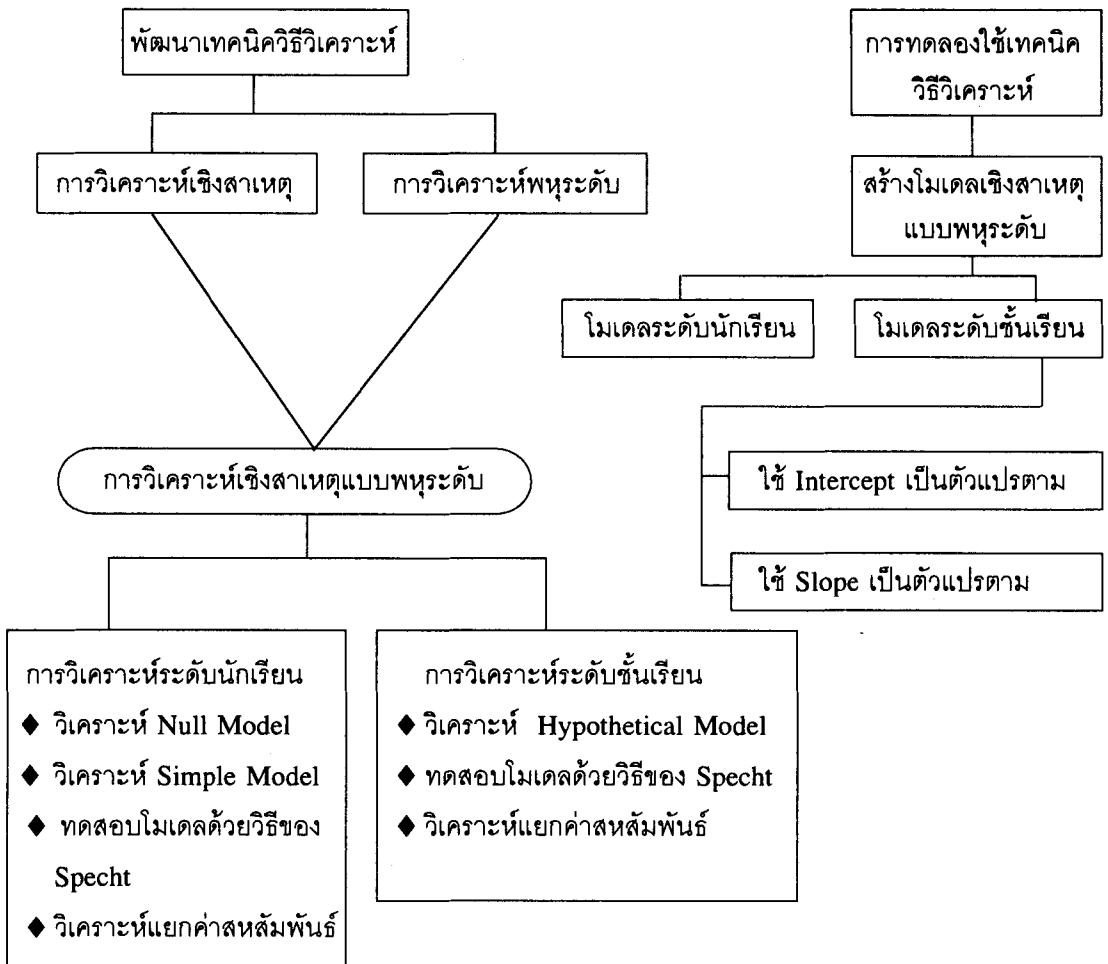 พัฒนาเทคนิควิธีวิเคราะห์
การวิเคราะห์เชิงสาเหตุ
การวิเคราะห์พหุระดับ
การวิเคราะห์เชิงสาเหตุแบบพหุระดับ
การวิเคราะห์ระดับนักเรียน
◆ วิเคราะห์ Null Model
◆ วิเคราะห์ Simple Model
◆ ทดสอบโมเดลด้วยวิธีของ
Specht
◆ วิเคราะห์แยกค่าสหสัมพันธ์
การวิเคราะห์ระดับชั้นเรียน
◆ วิเคราะห์ Hypothetical Model
◆ ทดสอบโมเดลด้วยวิธีของ Specht
◆ วิเคราะห์แยกค่าสหสัมพันธ์
การทดลองใช้เทคนิค
วิธีวิเคราะห์
สร้างโมเดลเชิงสาเหตุ
แบบพหุระดับ
โมเดลระดับนักเรียน
โมเดลระดับชั้นเรียน
ใช้ Intercept เป็นตัวแปรตาม
ใช้ Slope เป็นตัวแปรตาม